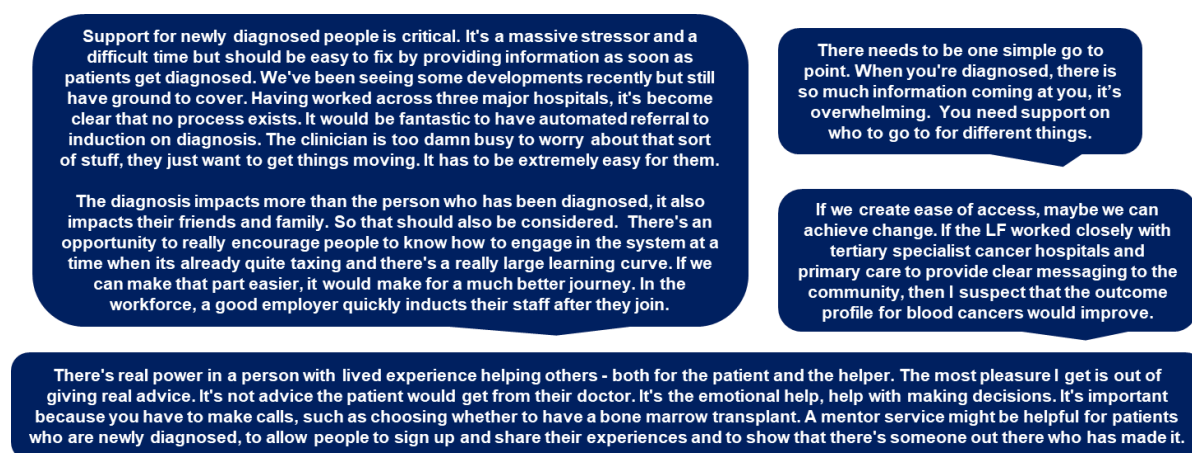 Support for newly diagnosed people is critical. It's a massive stressor and a
difficult time but should be easy to fix by providing information as soon as
patients get diagnosed. We've been seeing some developments recently but still
have ground to cover. Having worked across three major hospitals, it's become
clear that no process exists. It would be fantastic to have automated referral to
induction on diagnosis. The clinician is too damn busy to worry about that sort
of stuff, they just want to get things moving. It has to be extremely easy for them.
The diagnosis impacts more than the person who has been diagnosed, it also
impacts their friends and family. So that should also be considered.  There's an
opportunity to really encourage people to know how to engage in the system at a
time when its already quite taxing and there's a really large learning curve. If we
can make that part easier, it would make for a much better journey. In the
workforce, a good employer quickly inducts their staff after they join.
There needs to be one simple go to
point. When you're diagnosed, there is
so much information coming at you, it’s
overwhelming.  You need support on
who to go to for different things.
If we create ease of access, maybe we can
achieve change. If the LF worked closely with
tertiary specialist cancer hospitals and
primary care to provide clear messaging to the
community, then I suspect that the outcome
profile for blood cancers would improve.
There's real power in a person with lived experience helping others - both for the patient and the helper. The most pleasure I get is out of
giving real advice. It's not advice the patient would get from their doctor. It's the emotional help, help with making decisions. It's important
because you have to make calls, such as choosing whether to have a bone marrow transplant. A mentor service might be helpful for patients
who are newly diagnosed, to allow people to sign up and share their experiences and to show that there's someone out there who has made it.